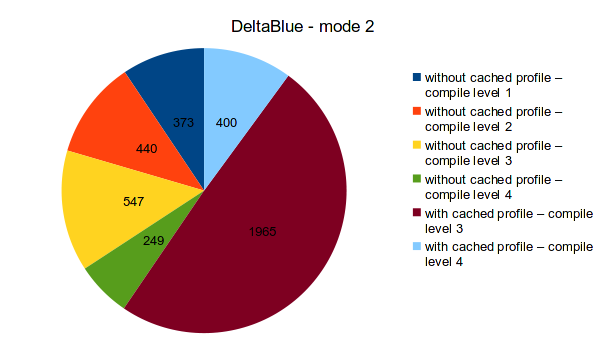 DeltaBlue - mode 2
373
400
440
547
249
1965
without cached profile –
compile level 1
without cached profile –
compile level 2
without cached profile –
compile level 3
without cached profile –
compile level 4
with cached profile – compile
level 3
with cached profile – compile
level 4